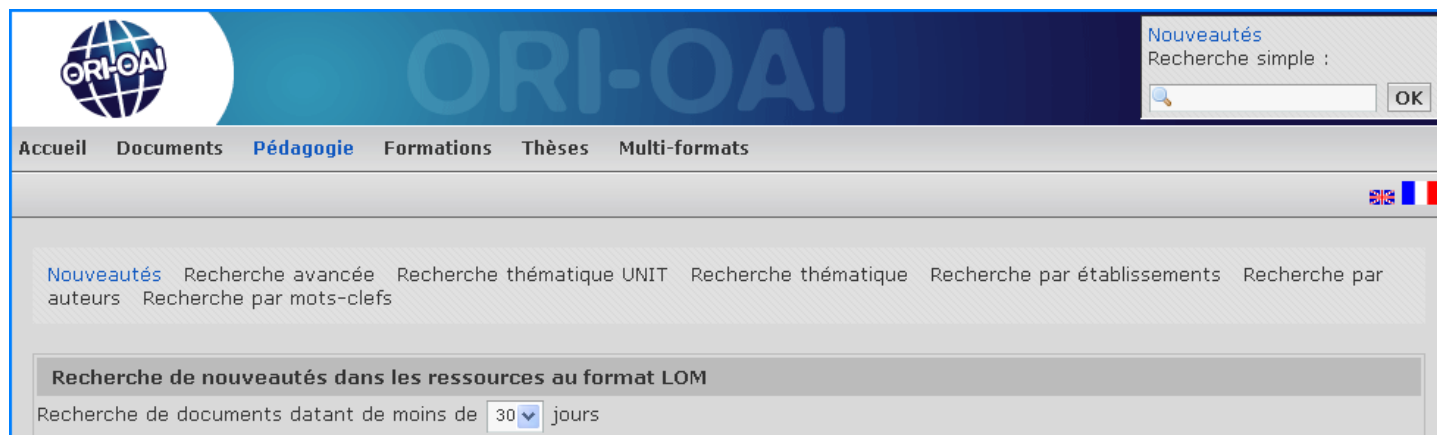 ORI-OAI
ORI-OAI
Nouveautés
Recherche simple :
OK
Accueil Documents Pédagogie Formations Thèses Multi-formats
Nouveautés Recherche avancée Recherche thématique UNIT Recherche thématique Recherche par établissements Recherche par
auteurs Recherche par mots-clefs
Recherche de nouveautés dans les ressources au format LOM
Recherche de documents datant de moins de 30 jours